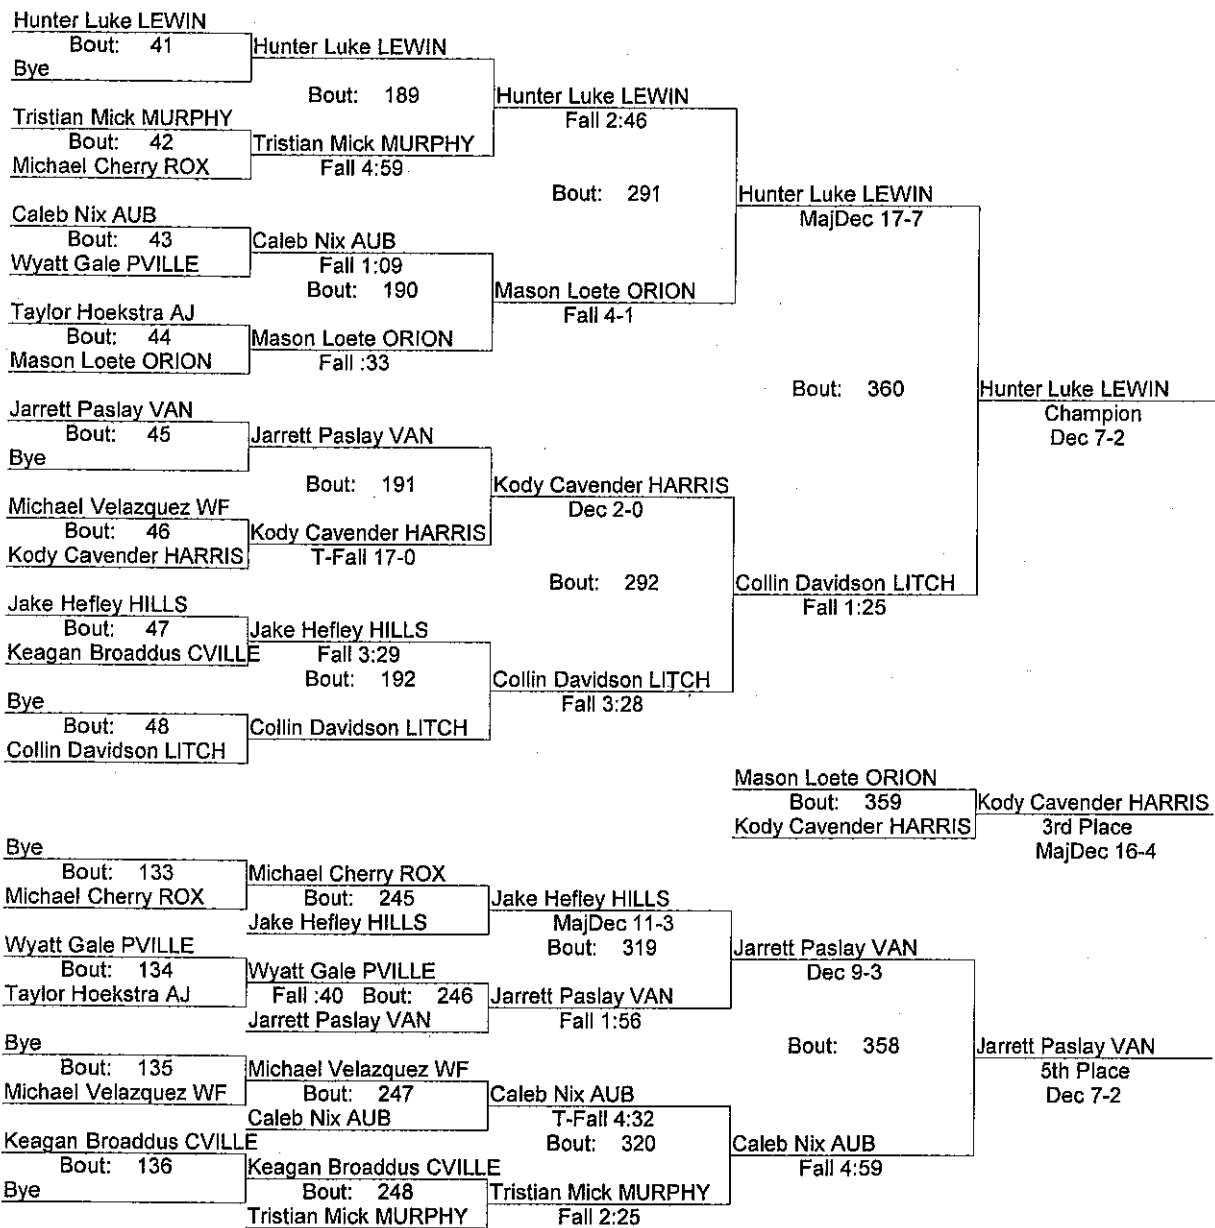 Hunter Luke LEWIN
Bout: 41
Bye
Hunter Luke LEWIN
Bout: 189
Tristian Mick MURPHY
Bout: 42
Michael Cherry ROX
Tristian Mick MURPHY
Fall 4:59
Hunter Luke LEWIN
Fall 2:46
Bout: 291
Caleb Nix AUB
Bout: 43
Wyatt Gale PVILLE
Caleb Nix AUB
Fall 1:09
Bout: 190
Taylor Hoekstra AJ
Bout: 44
Mason Loete ORION
Mason Loete ORION
Fall :33
Mason Loete ORION
Fall 4-1
Hunter Luke LEWIN
MajDec 17-7
Bout: 360
Hunter Luke LEWIN
Champion
Dec 7-2
Jarrett Paslay VAN
Bout: 45
Bye
Jarrett Paslay VAN
Bout: 191
Michael Velazquez WF
Bout: 46
Kody Cavender HARRIS
Kody Cavender HARRIS
T-Fall 17-0
Kody Cavender HARRIS
Dec 2-0
Bout: 292
Jake Hefley HILLS
Bout: 47
Keagan Broaddus CVILLE
Jake Hefley HILLS
Fall 3:29
Bout: 192
Bye
Bout: 48
Collin Davidson LITCH
Collin Davidson LITCH
Collin Davidson LITCH
Fall 3:28
Collin Davidson LITCH
Fall 1:25
Mason Loete ORION
Bout: 359
Kody Cavender HARRIS
Kody Cavender HARRIS
3rd Place
MajDec 16-4
Bye
Bout: 133
Michael Cherry ROX
Michael Cherry ROX
Bout: 245
Jake Hefley HILLS
Jake Hefley HILLS
MajDec 11-3
Bout: 319
Wyatt Gale PVILLE
Bout: 134
Taylor Hoekstra AJ
Wyatt Gale PVILLE
Fall :40 Bout: 246
Jarrett Paslay VAN
Jarrett Paslay VAN
Fall 1:56
Jarrett Paslay VAN
Dec 9-3
Bout: 358
Jarrett Paslay VAN
5th Place
Dec 7-2
Bye
Bout: 135
Michael Velazquez WF
Michael Velazquez WF
Bout: 247
Caleb Nix AUB
Caleb Nix AUB
T-Fall 4:32
Bout: 320
Keagan Broaddus CVILLE
Bout: 136
Bye
Keagan Broaddus CVILLE
Bout: 248
Tristian Mick MURPHY
Tristian Mick MURPHY
Fall 2:25
Caleb Nix AUB
Fall 4:59